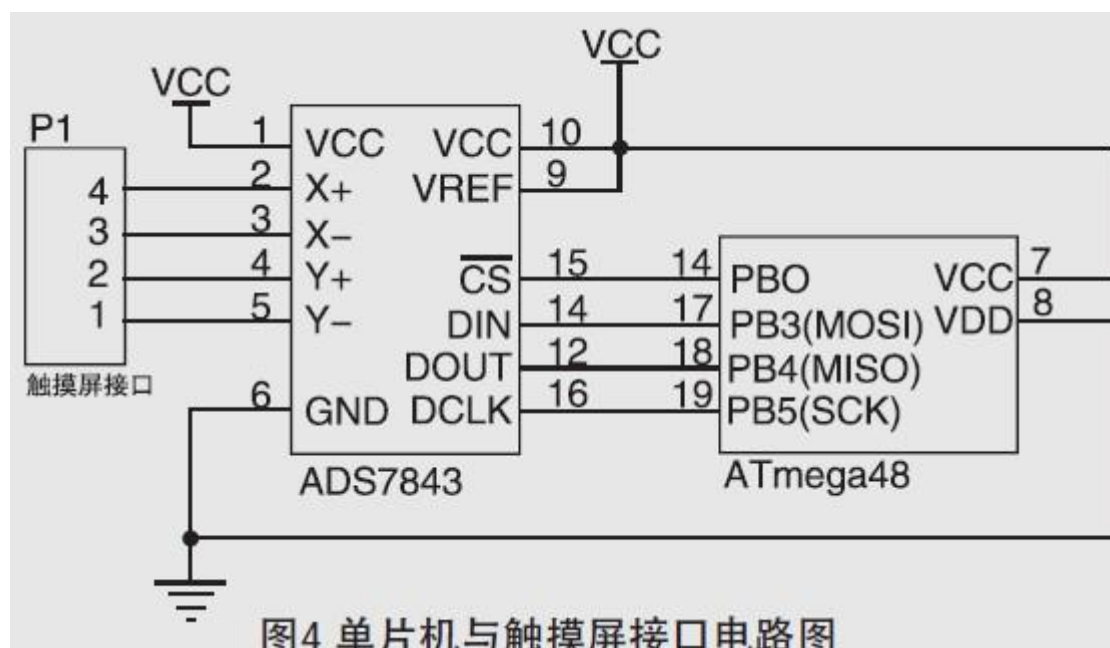 VCC
VCC
P1
4
3
2
1
触摸屏接口
1
2
3
4
5
6
VCC
X+
X−
Y+
Y−
GND
VCC
VREF
CS
DIN
DOUT
DCLK
10
9
15
14
12
16
ADS7843
14
17
18
19
PBO
PB3(MOSI)
PB4(MISO)
PB5(SCK)
VCC
VDD
7
8
ATmega48
图4 单片机与触摸屏接口电路图